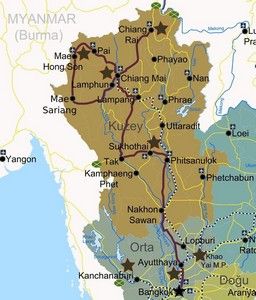 MYANMAR
(Burma)
Chiang
Rai
Mae
Hong Son
Pai
Phayao
Chiang Mai
Nan
Lamphun
Lampang
Mae
Sariang
Phrae
Kuzey
Uttaradit
Loei
Yangon
Sukhothai
Tak
Phitsanulok
Kamphaeng
Phet
Phetchabun
Nakhon
Sawan
Orta
Lopburi
Ayutthaya
Khao
Yai M.P.
Kanchanaburi
Doğu
Bangkok